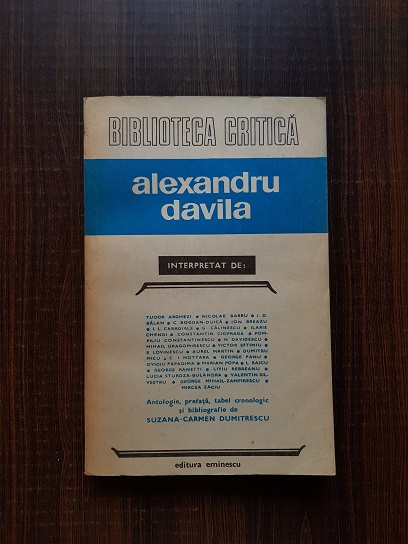 BIBLIOTECA CRITICĂ
alexandru
davila
INTERPRETAT DE:
TUDOR ARGHEZI • NICOLAE BARBU • I. D.
BĂLAN • C. BOGDAN-DUICĂ • ION BREAZU
• I. L. CARAGIALE • G. CĂLINESCU • ILARIE
CHENDI • CONSTANTIN CIOPRAGA • POM-
PILIU CONSTANTINESCU • N. DAVIDESCU •
MIHAIL DRAGOMIRESCU • VICTOR EFTIMIU •
E. LOVINESCU • AUREL MARTIN • DUMITRU
MICU • C. I. NOTTARA • GEORGE PANU •
OVIDIU PAPADIMA • MARIAN POPA • L. RAICU
• GEORGE RANETTI • LIVIU REBREANU •
LUCIA STURDZA-BULANDRA • VALENTIN SIL-
VESTRU • GEORGE MIHAIL-ZAMFIRESCU •
MIRCEA ZACIU
Antologie, prefață, tabel cronologic
și bibliografie de
SUZANA-CARMEN DUMITRESCU
editura eminescu